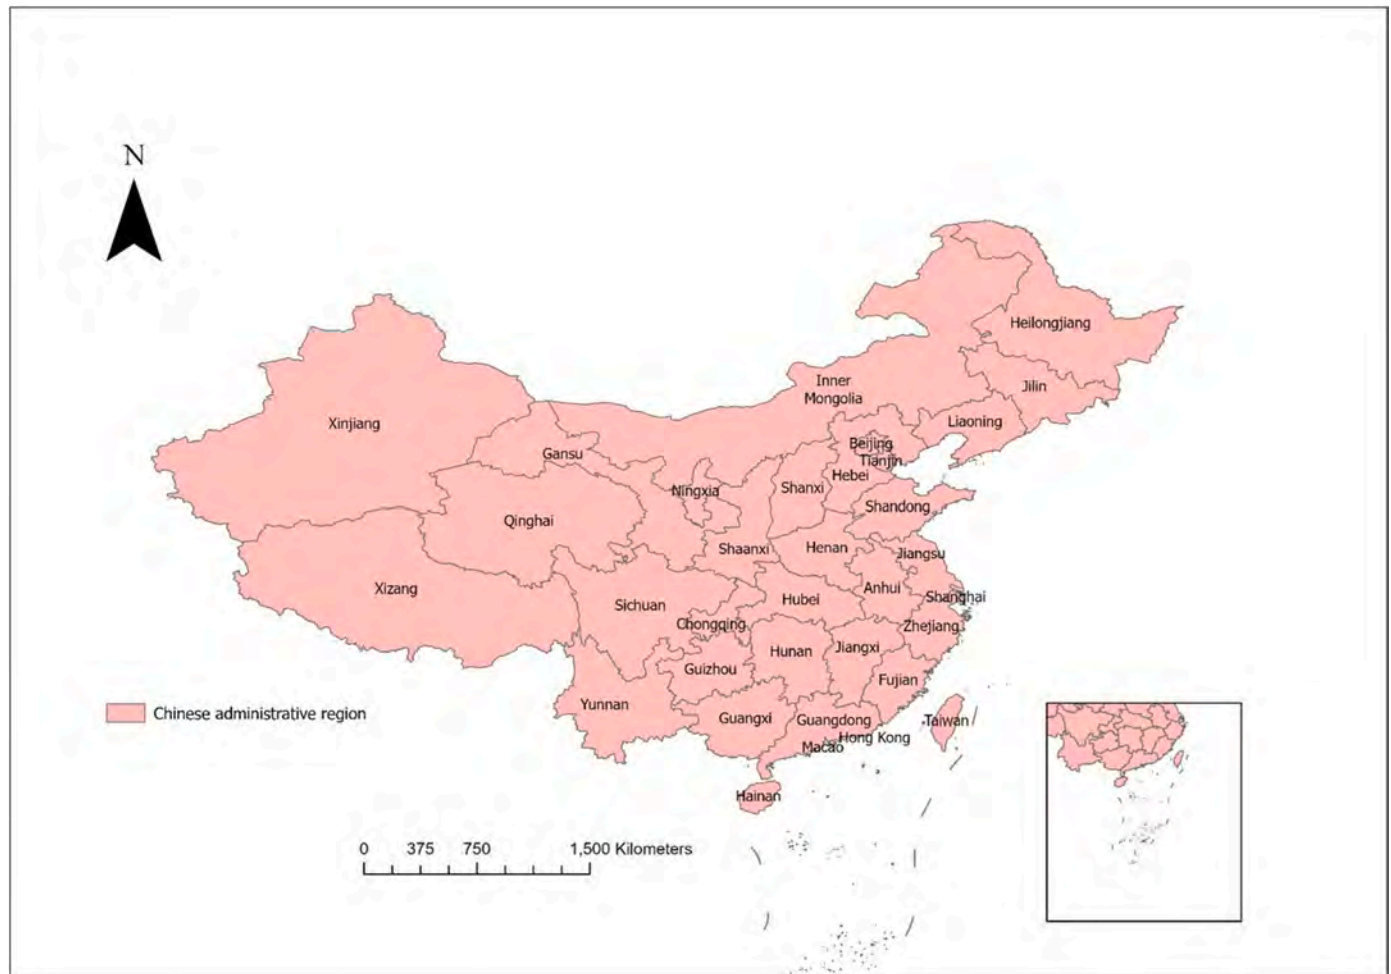 N
Heilongjiang
Inner
Mongolia
Jilin
Xinjiang
Liaoning
Beijing
Gansu
Tianjin
Hebei
Ningxia
Shanxi
Shandong
Qinghai
Shaanxi
Henan
Jiangsu
Xizang
Anhui
Shanghai
Hubei
Sichuan
Chongqing
Zhejiang
Hunan
Jiangxi
Guizhou
Fujian
Yunnan
Chinese administrative region
Guangxi
Guangdong
Taiwan
Hong Kong
Macao
Hainan
0 375 750 1,500 Kilometers